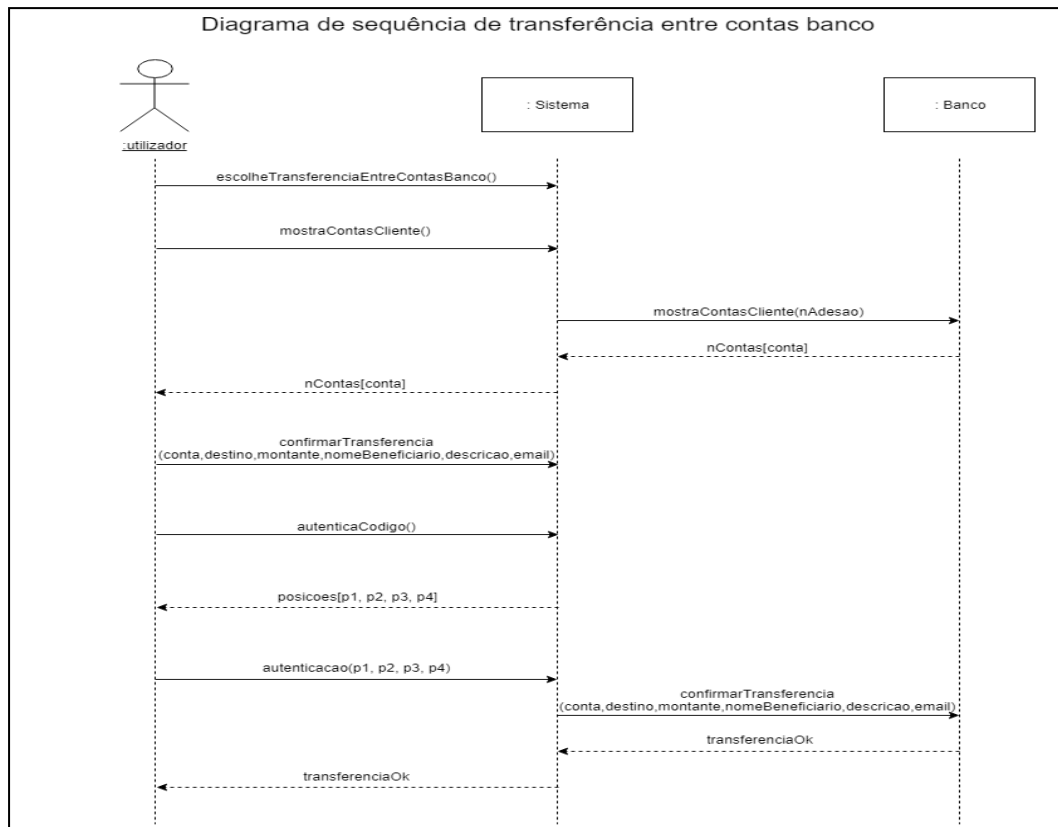 Diagrama de sequência de transferência entre contas banco
: Sistema
: Banco
:utilizador
escolheTransferenciaEntreContasBanco()
mostraContasCliente()
mostraContasCliente(nAdesao)
nContas[conta]
nContas[conta]
confirmarTransferencia
(conta,destino,montante,nomeBeneficiario,descricao,email)
autenticaCodigo()
posicoes[p1, p2, p3, p4]
autenticacao(p1, p2, p3, p4)
confirmarTransferencia
(conta,destino,montante,nomeBeneficiario,descricao,email)
transferenciaOk
transferenciaOk